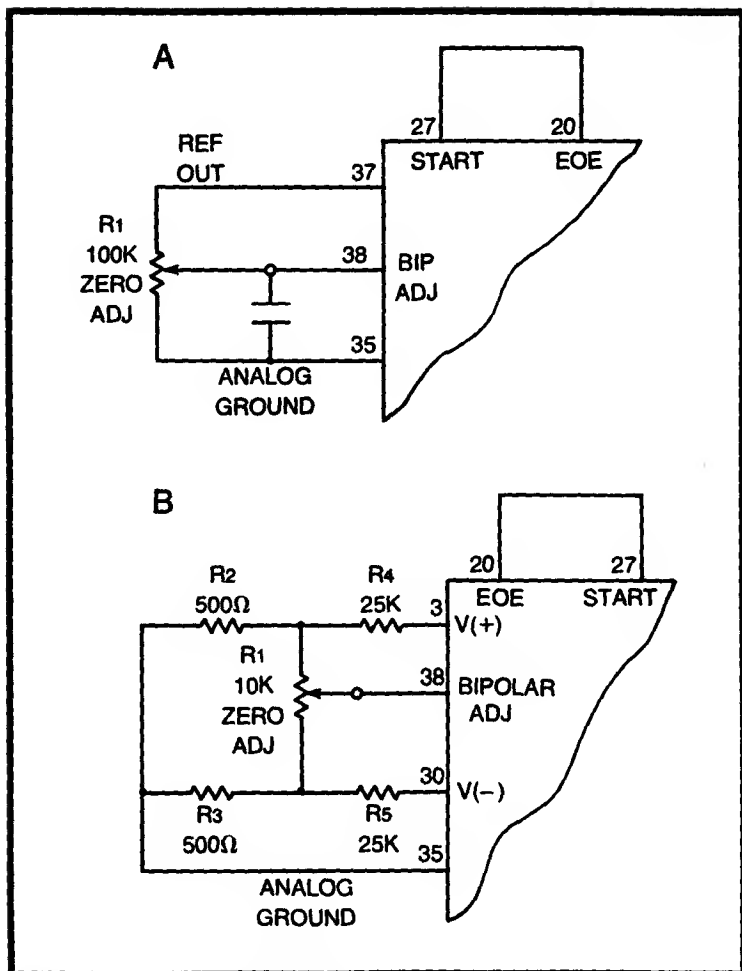 A
27
20
START
EOE
REF
OUT
37
R1
100K
ZERO
ADJ
38
BIP
ADJ
35
ANALOG
GROUND
B
20
27
EOE
START
R2
500Ω
R4
25K
3
V(+)
R1
10K
ZERO
ADJ
38
BIPOLAR
ADJ
30
V(−)
R3
500Ω
R5
25K
35
ANALOG
GROUND